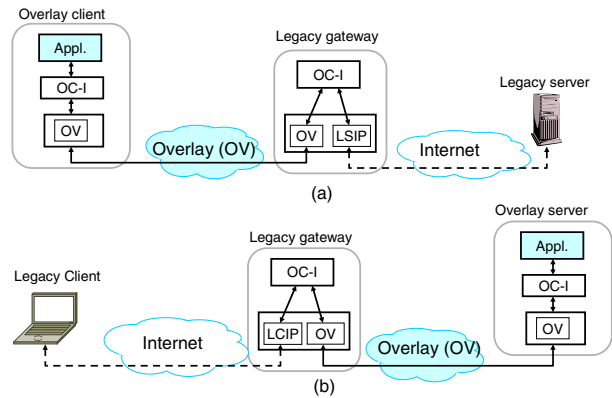 Overlay client
Legacy gateway
Appl.
OC-I
OC-I
Legacy server
OV
OV
LSIP
Overlay (OV)
Internet
(a)
Overlay server
Legacy gateway
Appl.
Legacy Client
OC-I
OC-I
LCIP
OV
OV
Internet
Overlay (OV)
(b)